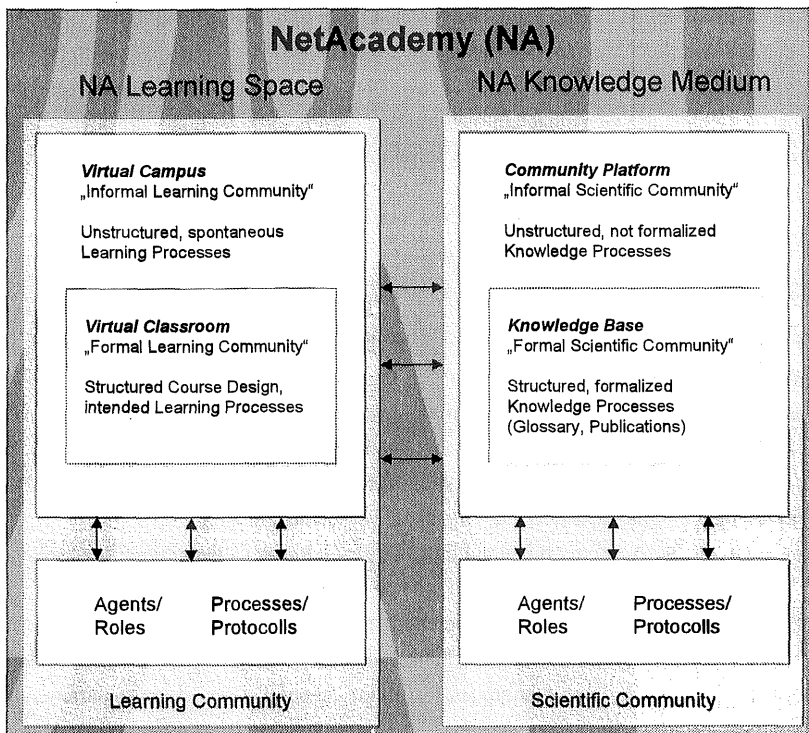 NetAcademy (NA)
NA Learning Space
Virtual Campus
„Informal Learning Community“
Unstructured, spontaneous
Learning Processes
Virtual Classroom
„Formal Learning Community“
Structured Course Design,
intended Learning Processes
Agents/
Roles
Processes/
Protocolls
Learning Community
NA Knowledge Medium
Community Platform
„Informal Scientific Community“
Unstructured, not formalized
Knowledge Processes
Knowledge Base
„Formal Scientific Community“
Structured, formalized
Knowledge Processes
(Glossary, Publications)
Agents/
Roles
Processes/
Protocolls
Scientific Community